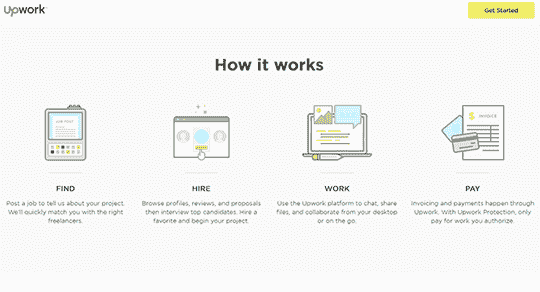 Upwork
Get Started
How it works
JOB POST
INVOICE
FIND
Post a job to tell us about your project.
We'll quickly match you with the right
freelancers.
HIRE
Browse profiles, reviews, and proposals
then interview top candidates. Hire a
favorite and begin your project.
WORK
Use the Upwork platform to chat, share
files, and collaborate from your desktop
or on the go.
PAY
Invoicing and payments happen through
Upwork. With Upwork Protection, only
pay for work you authorize.